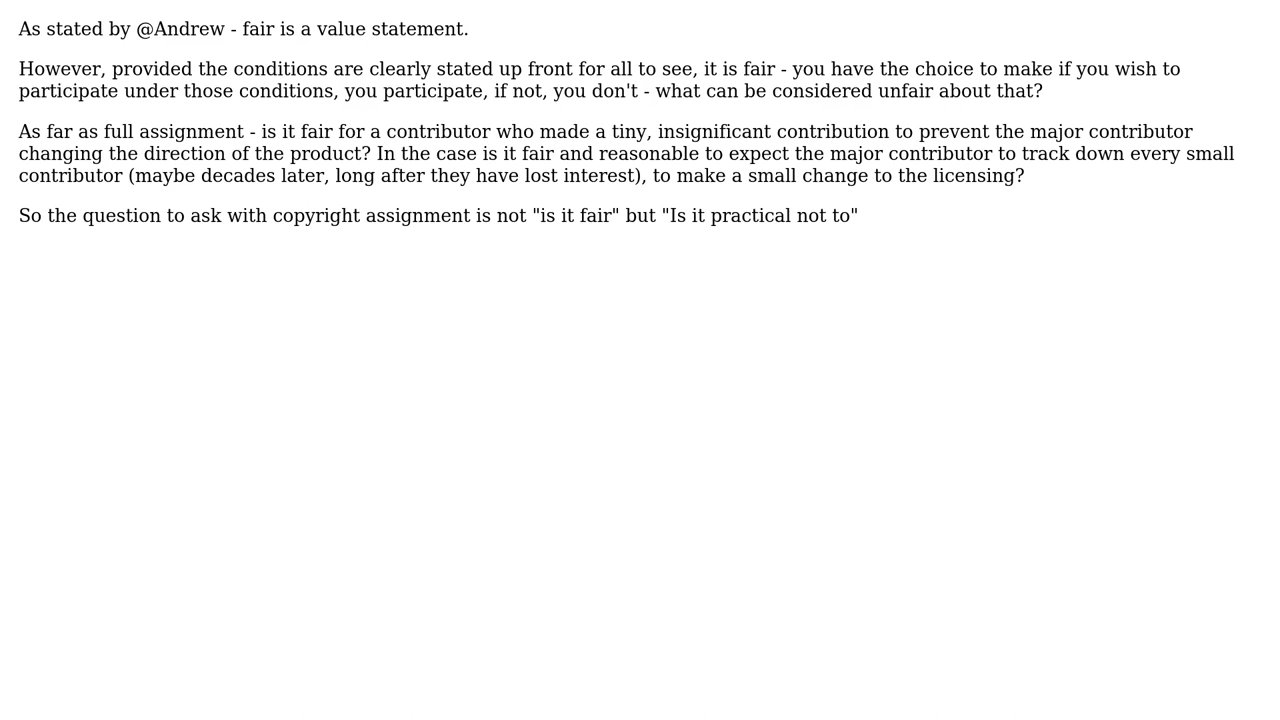 As stated by @Andrew - fair is a value statement.
However, provided the conditions are clearly stated up front for all to see, it is fair - you have the choice to make if you wish to
participate under those conditions, you participate, if not, you don't - what can be considered unfair about that?
As far as full assignment - is it fair for a contributor who made a tiny, insignificant contribution to prevent the major contributor
changing the direction of the product? In the case is it fair and reasonable to expect the major contributor to track down every small
contributor (maybe decades later, long after they have lost interest), to make a small change to the licensing?
So the question to ask with copyright assignment is not "is it fair" but "Is it practical not to"